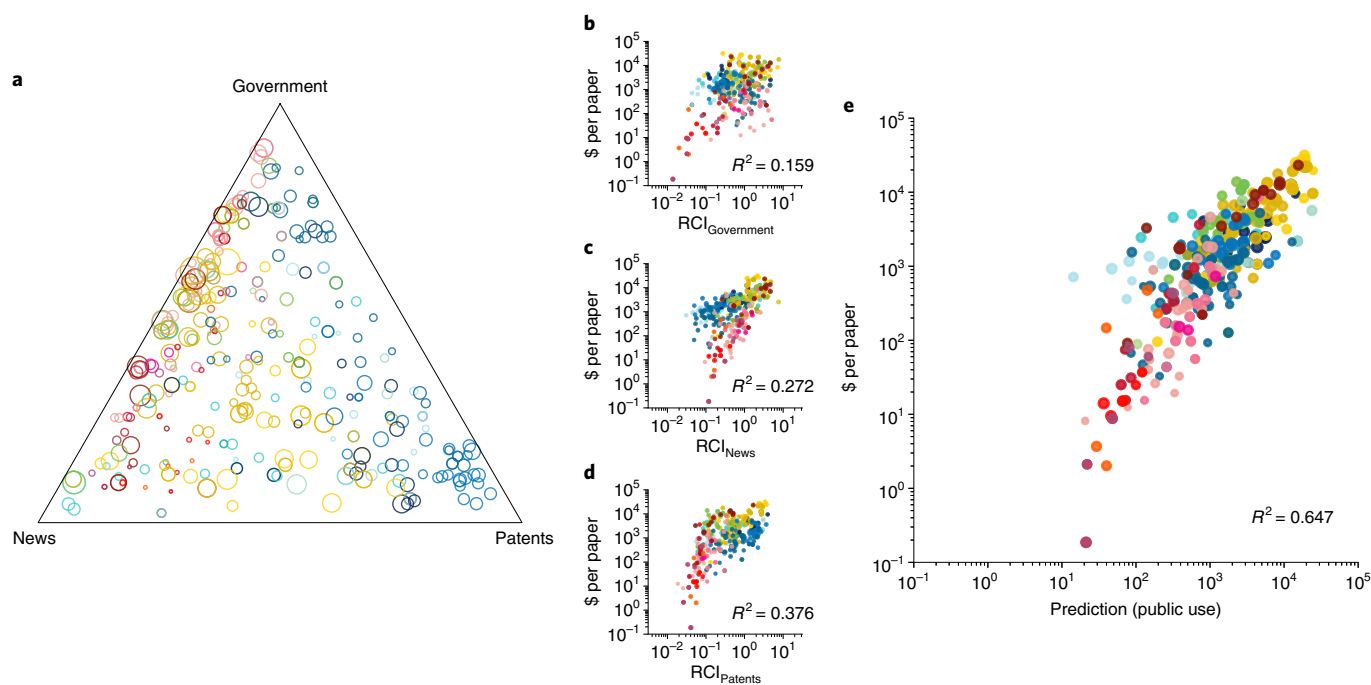 a
Government
News
Patents
b
$ per paper
10^5
10^4
10^3
10^2
10^1
10^0
10^-1
R^2 = 0.159
10^-2 10^-1 10^0 10^1
RCI_Government
c
$ per paper
10^5
10^4
10^3
10^2
10^1
10^0
10^-1
R^2 = 0.272
10^-2 10^-1 10^0 10^1
RCI_News
d
$ per paper
10^5
10^4
10^3
10^2
10^1
10^0
10^-1
R^2 = 0.376
10^-2 10^-1 10^0 10^1
RCI_Patents
e
$ per paper
10^5
10^4
10^3
10^2
10^1
10^0
10^-1
R^2 = 0.647
10^-1 10^0 10^1 10^2 10^3 10^4 10^5
Prediction (public use)